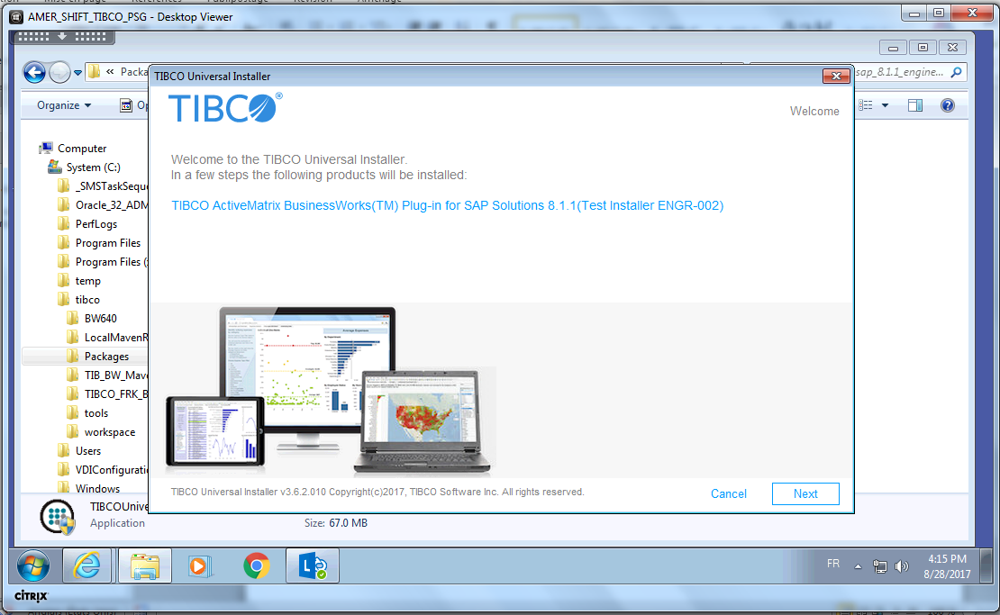 AMER_SHIFT_TIBCO_PSG - Desktop Viewer
« Packa
sap_8.1.1_engine...
Organize
Op
TIBCO Universal Installer
TIBCO®
Welcome
Welcome to the TIBCO Universal Installer.
In a few steps the following products will be installed:
TIBCO ActiveMatrix BusinessWorks(TM) Plug-in for SAP Solutions 8.1.1(Test Installer ENGR-002)
Computer
System (C:)
_SMSTaskSeque
Oracle_32_ADM
PerfLogs
Program Files
Program Files (
temp
tibco
BW640
LocalMavenR
Packages
TIB_BW_Mave
TIBCO_FRK_B
tools
workspace
Users
VDIConfiguratio
Windows
TIBCO Universal Installer v3.6.2.010 Copyright(c)2017, TIBCO Software Inc. All rights reserved.
Cancel
Next
TIBCOUnive
Application
Size: 67.0 MB
FR
4:15 PM
8/28/2017
CITRIX